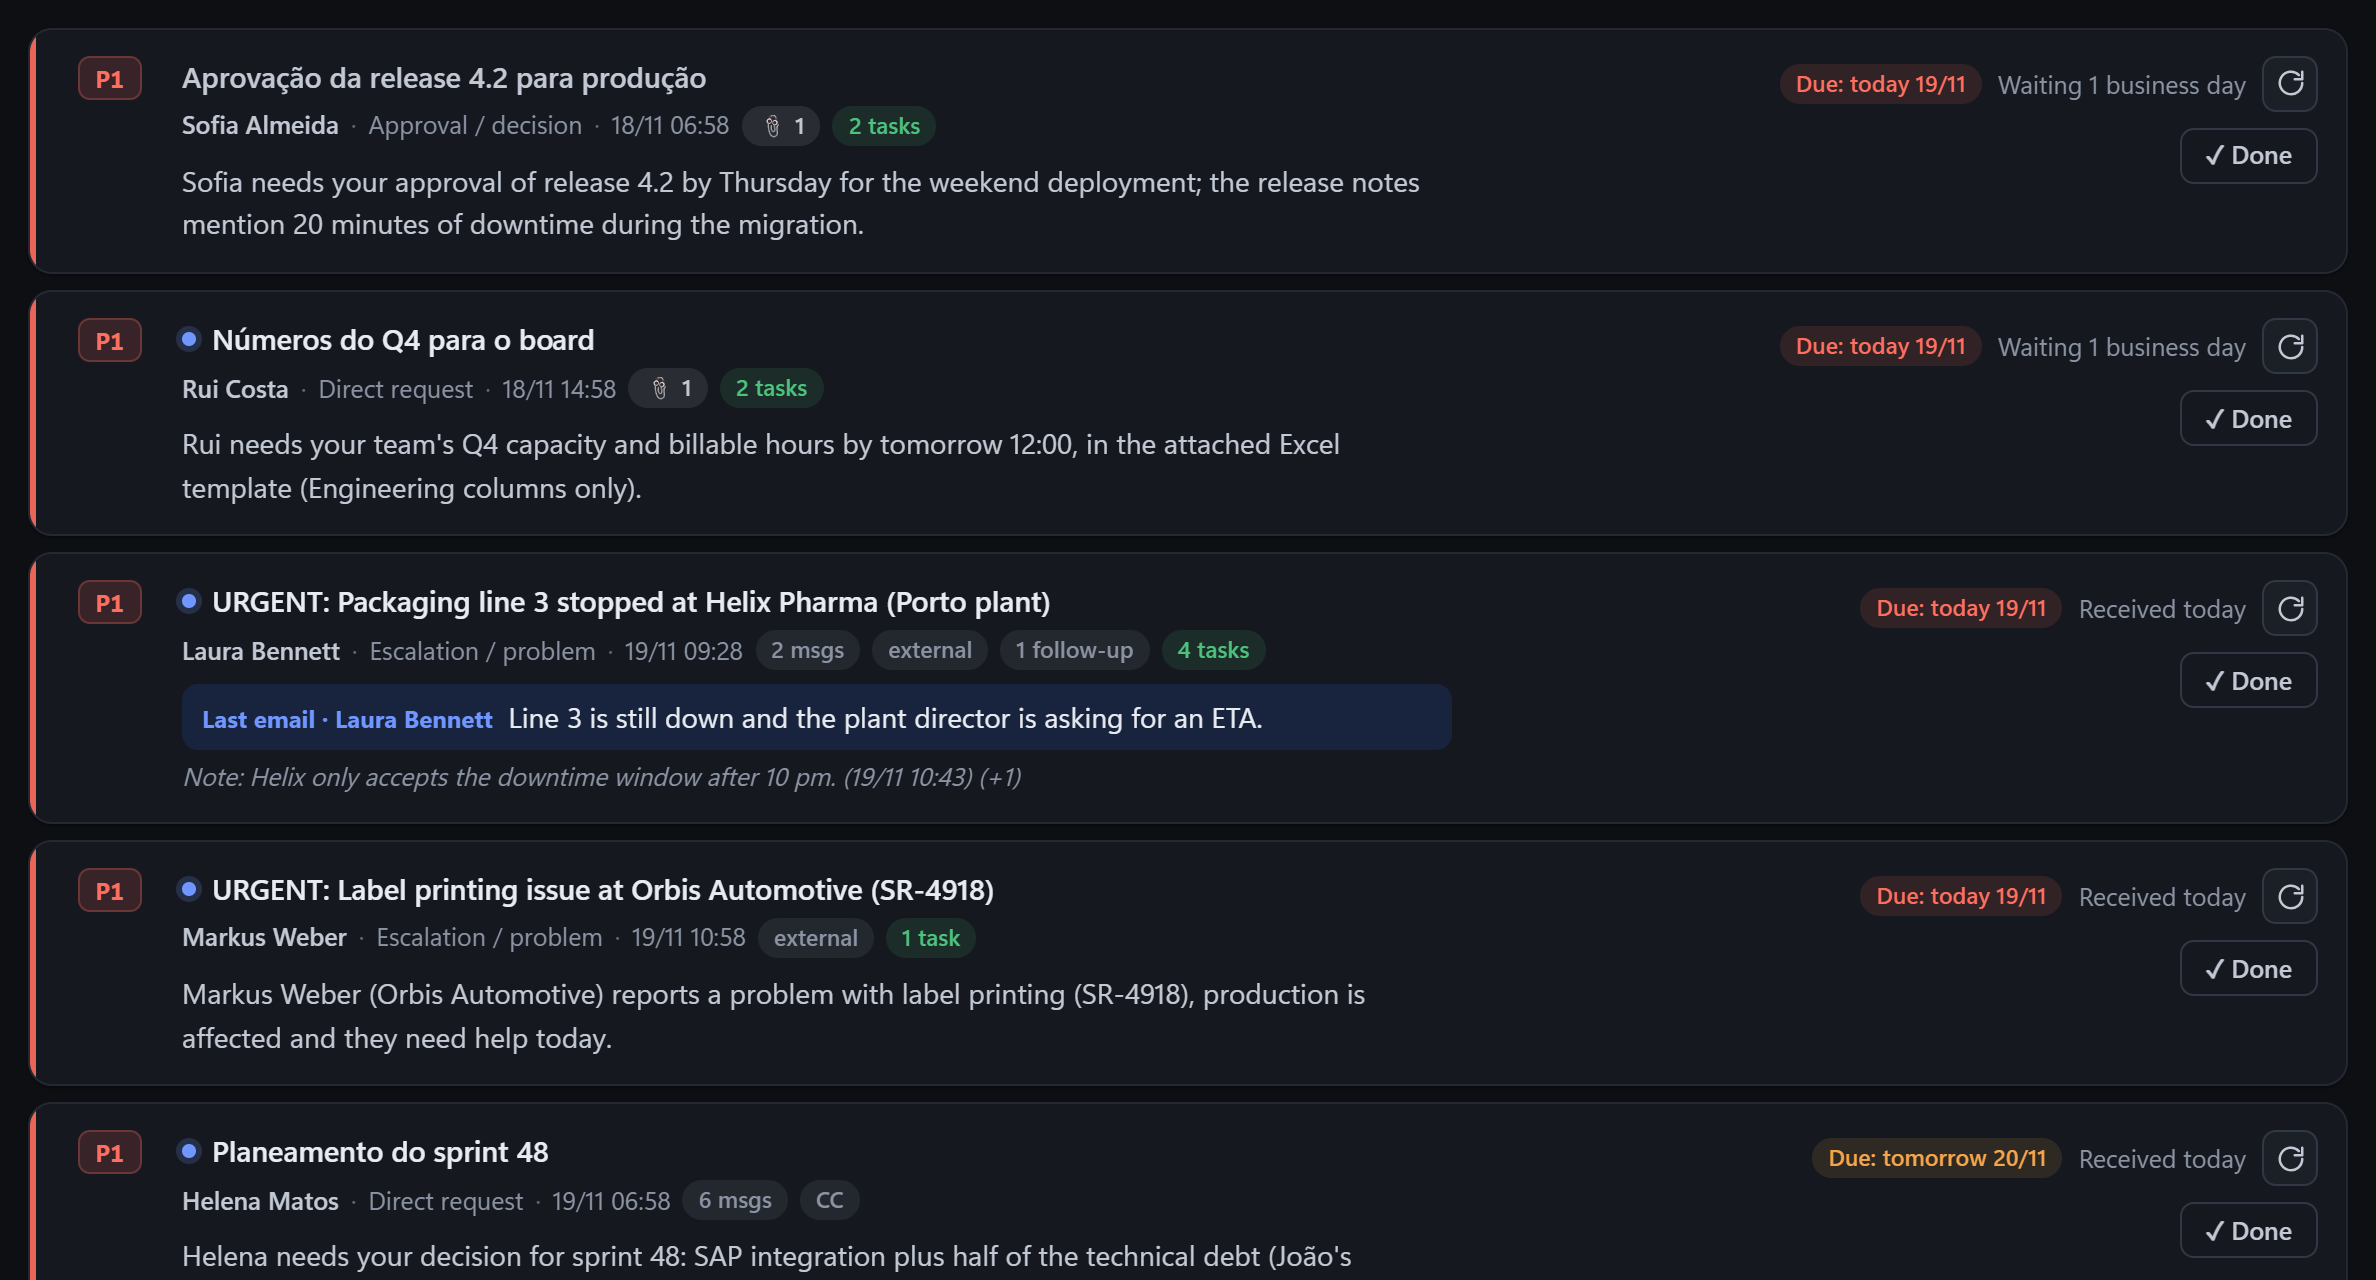 P1 Aprovação da release 4.2 para produção Due: today 19/11 Waiting 1 business day
Sofia Almeida · Approval / decision · 18/11 06:58 1 2 tasks
✓ Done
Sofia needs your approval of release 4.2 by Thursday for the weekend deployment; the release notes
mention 20 minutes of downtime during the migration.
P1 Números do Q4 para o board Due: today 19/11 Waiting 1 business day
Rui Costa · Direct request · 18/11 14:58 1 2 tasks
✓ Done
Rui needs your team's Q4 capacity and billable hours by tomorrow 12:00, in the attached Excel
template (Engineering columns only).
P1 URGENT: Packaging line 3 stopped at Helix Pharma (Porto plant) Due: today 19/11 Received today
Laura Bennett · Escalation / problem · 19/11 09:28 2 msgs external 1 follow-up 4 tasks
✓ Done
Last email · Laura Bennett Line 3 is still down and the plant director is asking for an ETA.
Note: Helix only accepts the downtime window after 10 pm. (19/11 10:43) (+1)
P1 URGENT: Label printing issue at Orbis Automotive (SR-4918) Due: today 19/11 Received today
Markus Weber · Escalation / problem · 19/11 10:58 external 1 task
✓ Done
Markus Weber (Orbis Automotive) reports a problem with label printing (SR-4918), production is
affected and they need help today.
P1 Planeamento do sprint 48 Due: tomorrow 20/11 Received today
Helena Matos · Direct request · 19/11 06:58 6 msgs CC
✓ Done
Helena needs your decision for sprint 48: SAP integration plus half of the technical debt (João's